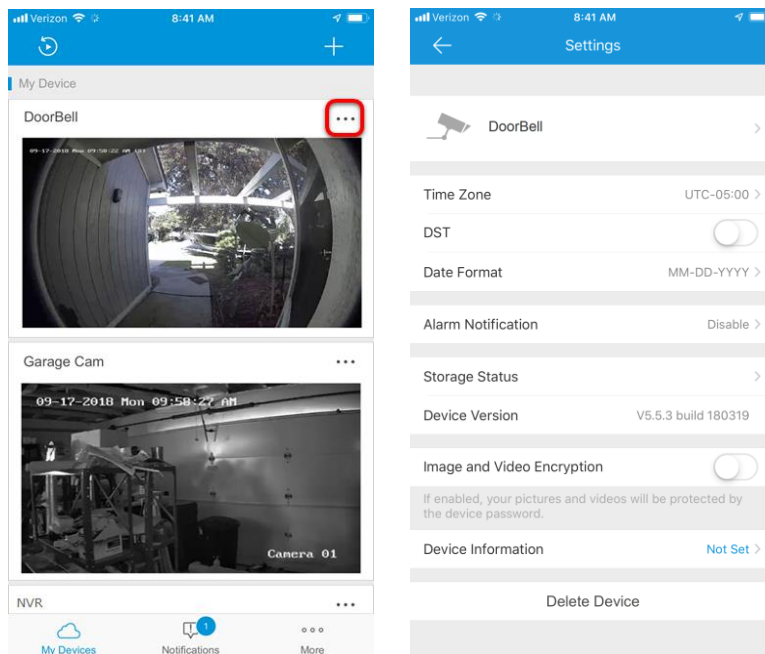 Verizon 8:41 AM
My Device
DoorBell
09-17-2018 Mon 09:58:22 AM
Garage Cam
09-17-2018 Mon 09:58:27 AM
Camera 01
NVR
1
My Devices Notifications More
Verizon 8:41 AM
Settings
DoorBell
Time Zone UTC-05:00
DST
Date Format MM-DD-YYYY
Alarm Notification Disable
Storage Status
Device Version V5.5.3 build 180319
Image and Video Encryption
If enabled, your pictures and videos will be protected by
the device password.
Device Information Not Set
Delete Device